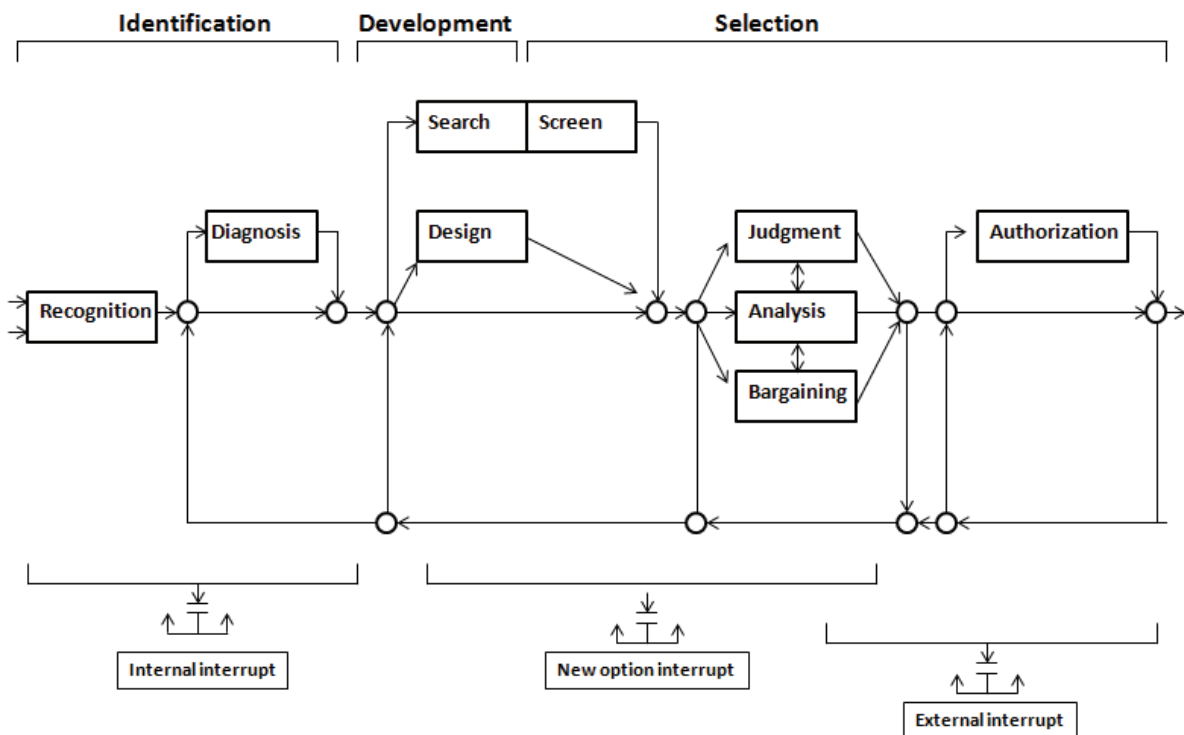 Identification
Development
Selection
Search
Screen
Diagnosis
Design
Judgment
Authorization
Recognition
Analysis
Bargaining
Internal interrupt
New option interrupt
External interrupt